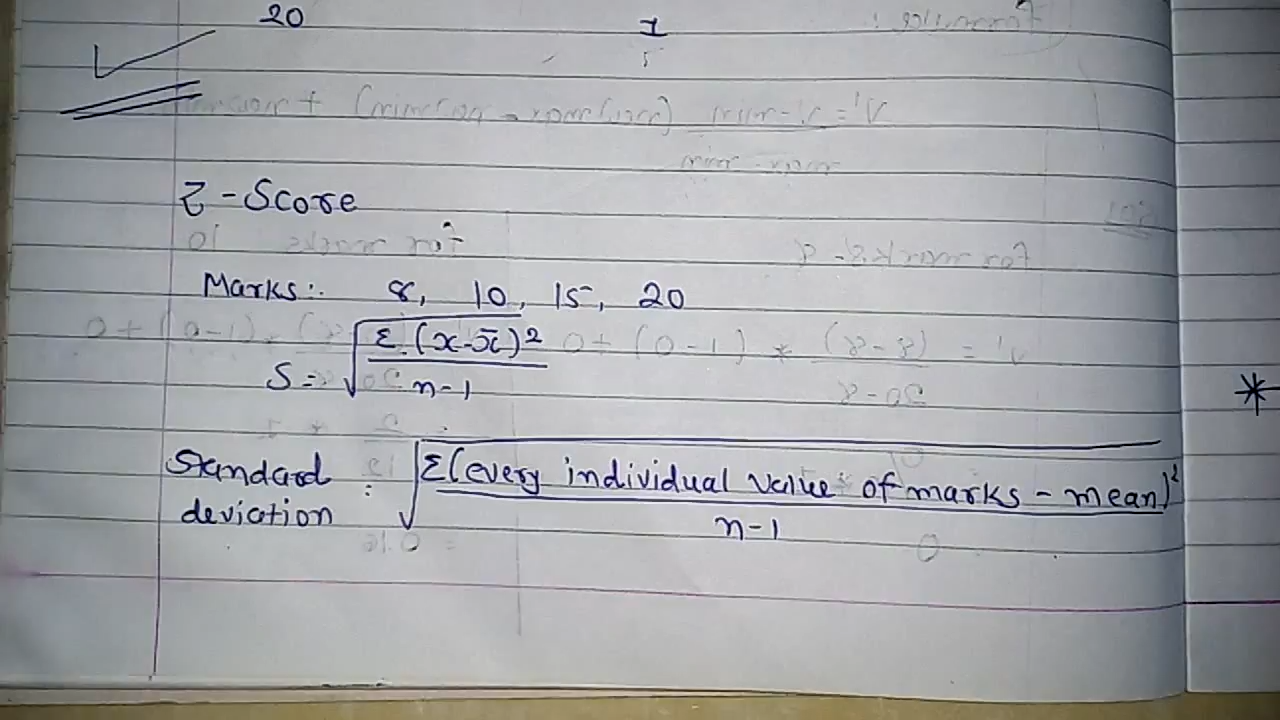 20 1
Z-Score
Marks:. 8, 10, 15, 20
S = √(Σ(x-x̄)² / n-1)
Standard deviation : √(Σ(every individual value of marks - mean)² / n-1)
*